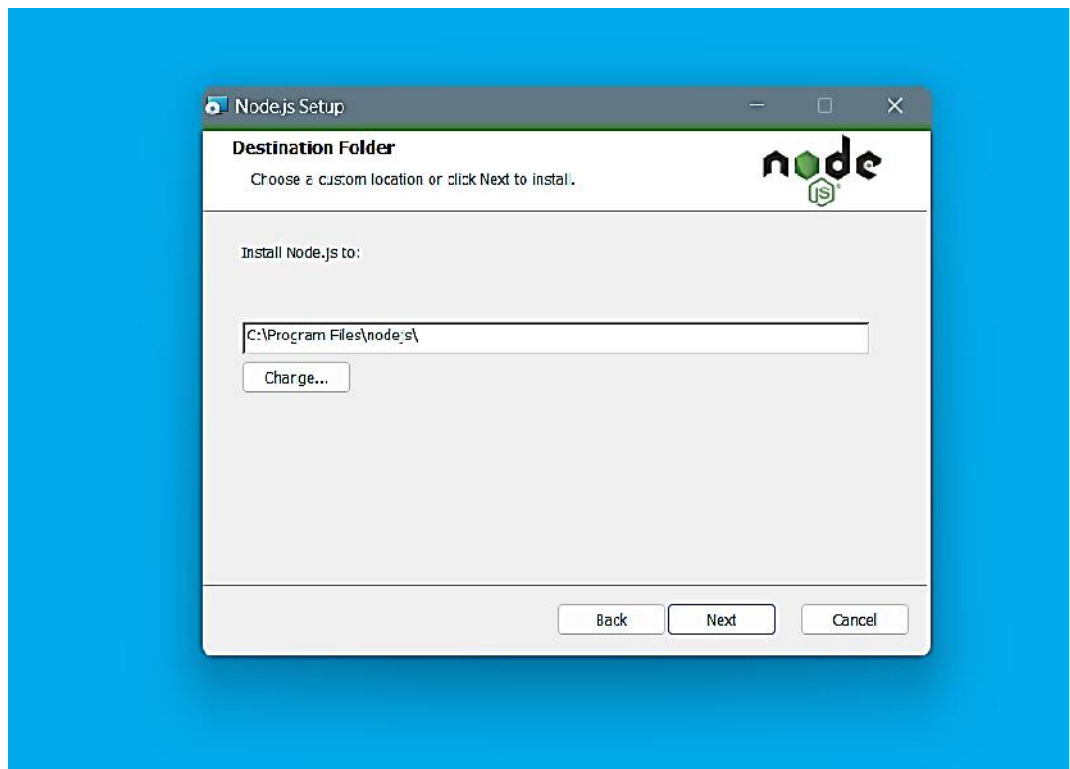 Node.js Setup
Destination Folder
Choose a custom location or click Next to install.
node
JS
Install Node.js to:
C:\Program Files\nodejs\
Change...
Back Next Cancel